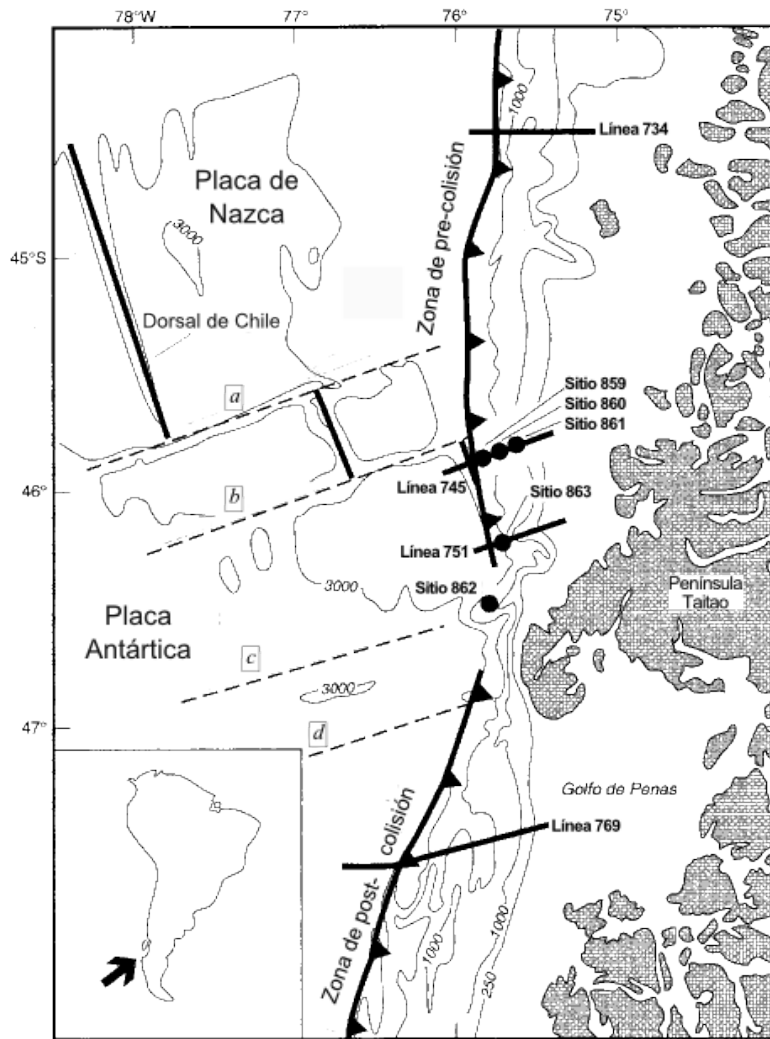 78°W
77°
76°
75°
1000
Línea 734
Placa de
Nazca
Zona de pre-colisión
3000
45°S
Dorsal de Chile
a
Sitio 859
Sitio 860
Sitio 861
46°
b
Línea 745
Sitio 863
Línea 751
3000
Sitio 862
Península
Taitao
Placa
Antártica
c
3000
47°
d
Golfo de Penas
Zona de post-colisión
Línea 769
1000
1000
250